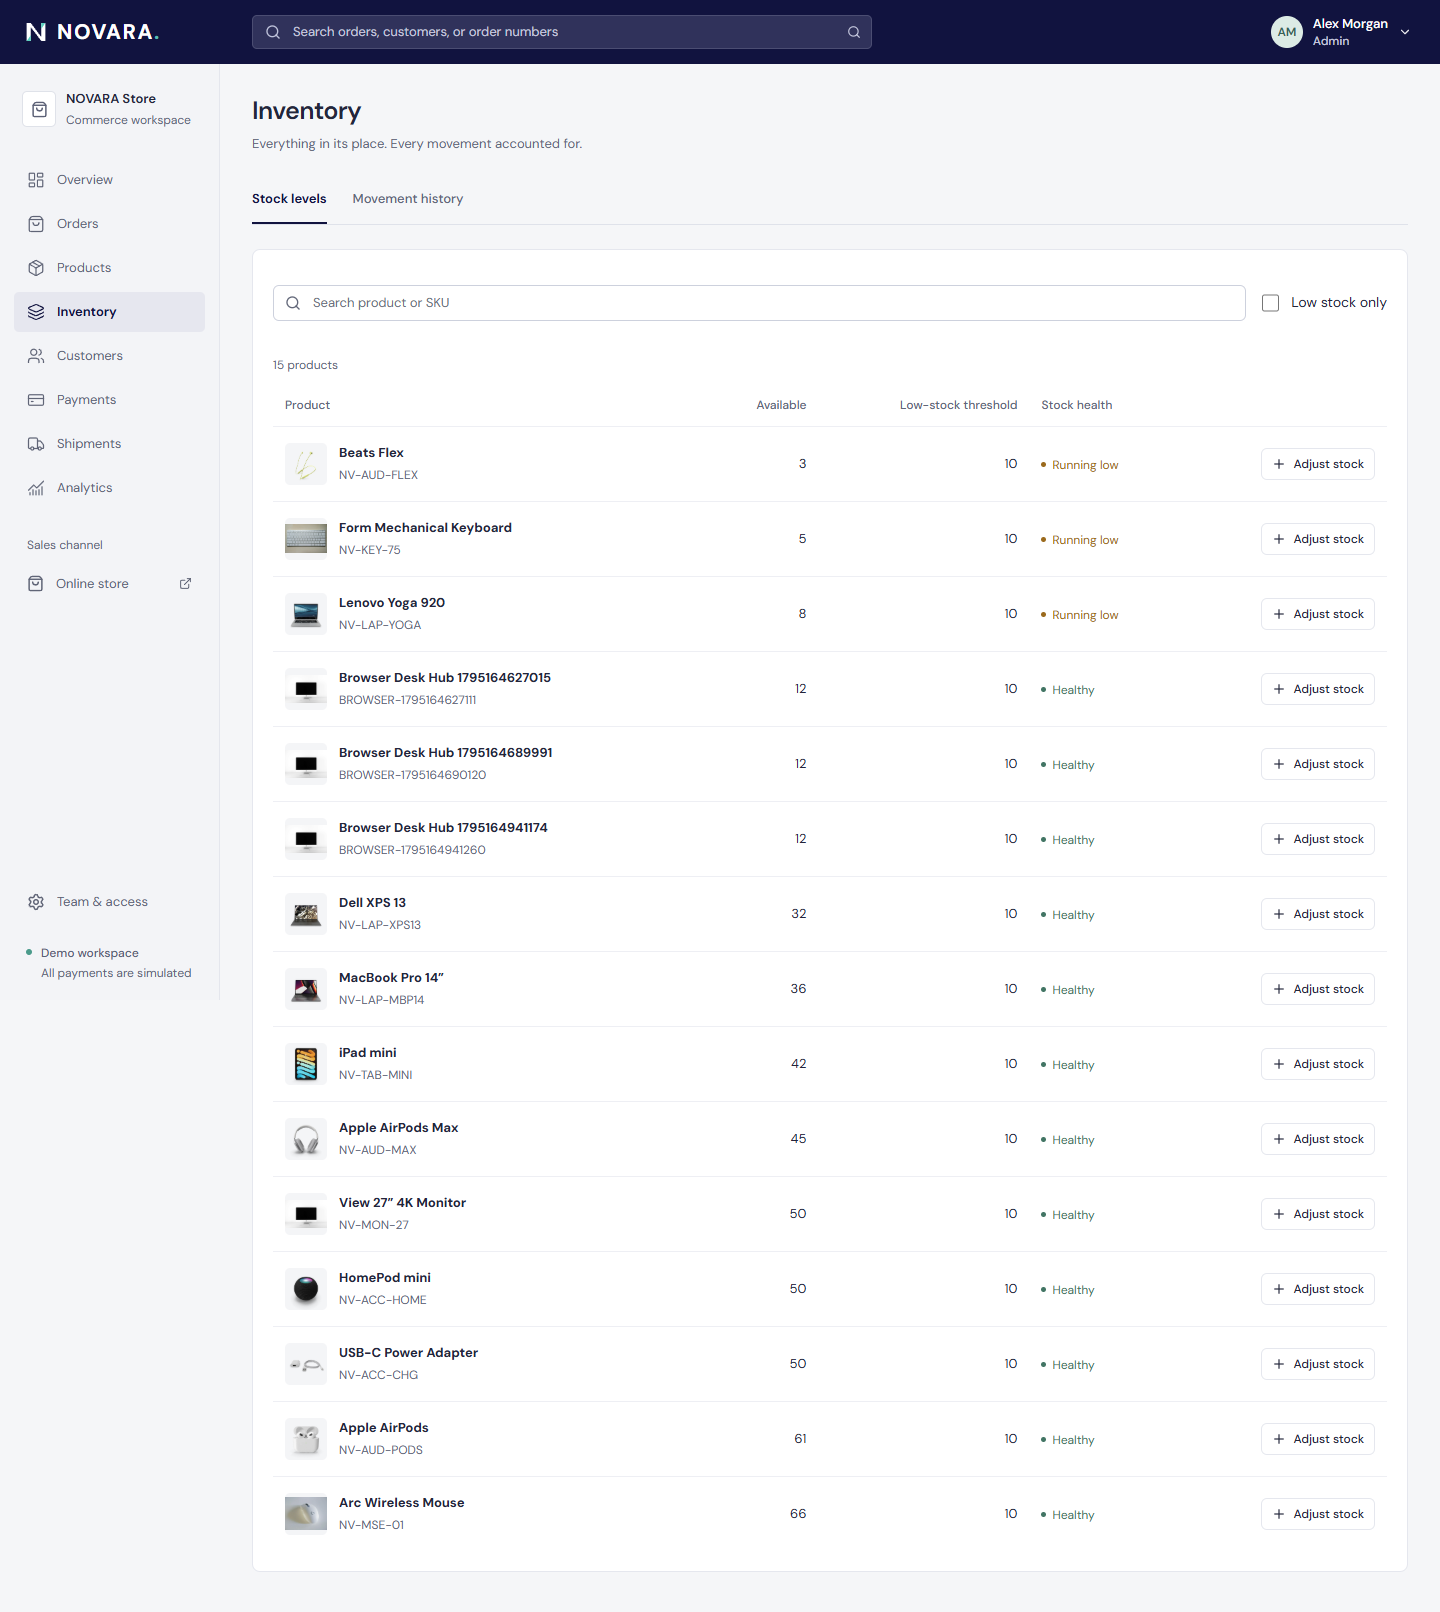 NOVARA.
Search orders, customers, or order numbers
AM
Alex Morgan
Admin
NOVARA Store
Commerce workspace
Overview
Orders
Products
Inventory
Customers
Payments
Shipments
Analytics
Sales channel
Online store
Team & access
Demo workspace
All payments are simulated
Inventory
Everything in its place. Every movement accounted for.
Stock levels Movement history
Search product or SKU
Low stock only
15 products
Product Available Low-stock threshold Stock health
Beats Flex
NV-AUD-FLEX
3 10 Running low Adjust stock
Form Mechanical Keyboard
NV-KEY-75
5 10 Running low Adjust stock
Lenovo Yoga 920
NV-LAP-YOGA
8 10 Running low Adjust stock
Browser Desk Hub 1795164627015
BROWSER-1795164627111
12 10 Healthy Adjust stock
Browser Desk Hub 1795164689991
BROWSER-1795164690120
12 10 Healthy Adjust stock
Browser Desk Hub 1795164941174
BROWSER-1795164941260
12 10 Healthy Adjust stock
Dell XPS 13
NV-LAP-XPS13
32 10 Healthy Adjust stock
MacBook Pro 14”
NV-LAP-MBP14
36 10 Healthy Adjust stock
iPad mini
NV-TAB-MINI
42 10 Healthy Adjust stock
Apple AirPods Max
NV-AUD-MAX
45 10 Healthy Adjust stock
View 27” 4K Monitor
NV-MON-27
50 10 Healthy Adjust stock
HomePod mini
NV-ACC-HOME
50 10 Healthy Adjust stock
USB-C Power Adapter
NV-ACC-CHG
50 10 Healthy Adjust stock
Apple AirPods
NV-AUD-PODS
61 10 Healthy Adjust stock
Arc Wireless Mouse
NV-MSE-01
66 10 Healthy Adjust stock